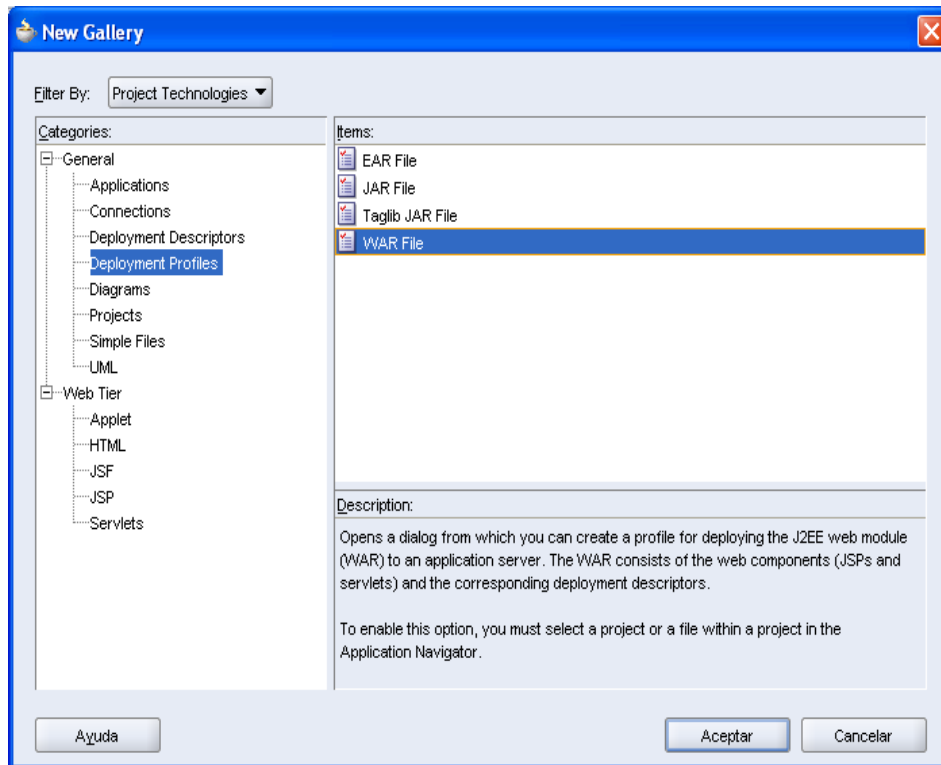 New Gallery
Filter By: Project Technologies
Categories:
General
Applications
Connections
Deployment Descriptors
Deployment Profiles
Diagrams
Projects
Simple Files
UML
Web Tier
Applet
HTML
JSF
JSP
Servlets
Items:
EAR File
JAR File
Taglib JAR File
WAR File
Description:
Opens a dialog from which you can create a profile for deploying the J2EE web module
(WAR) to an application server. The WAR consists of the web components (JSPs and
servlets) and the corresponding deployment descriptors.
To enable this option, you must select a project or a file within a project in the
Application Navigator.
Ayuda
Aceptar
Cancelar